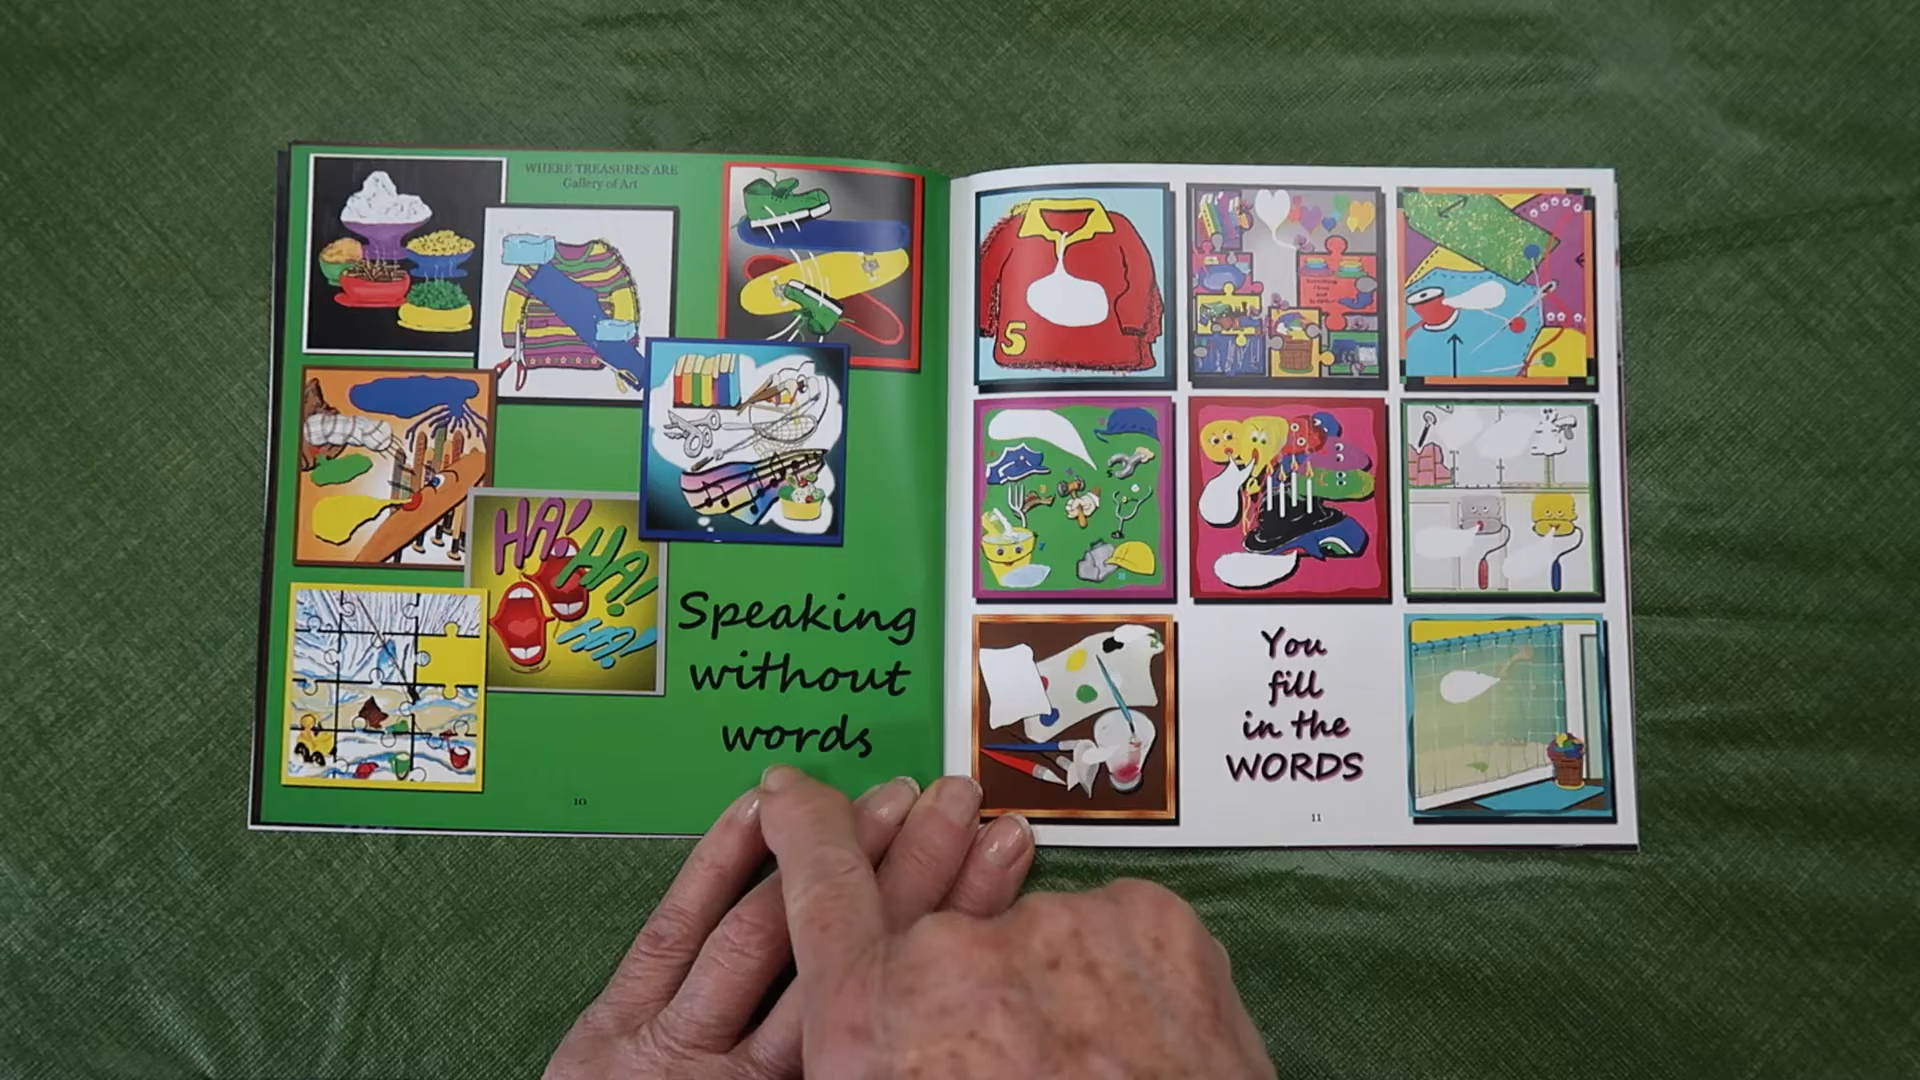 WHERE TREASURES ARE
Gallery of Art
HA!
HA!
HA!
Speaking
without
words
10
5
You
fill
in the
WORDS
11